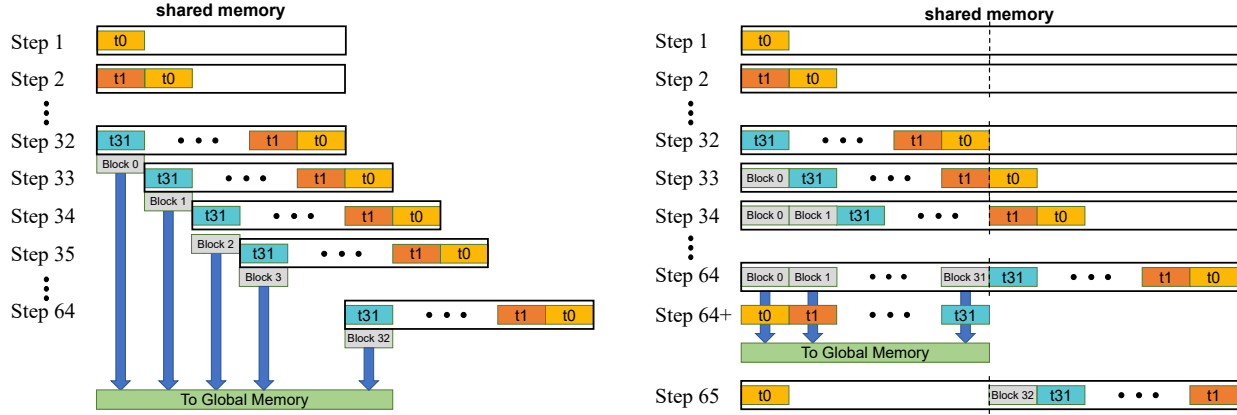 shared memory
Step 1
t0
Step 2
t1 t0
Step 32
t31 • • • t1 t0
Block 0
Step 33
t31 • • • t1 t0
Block 1
Step 34
t31 • • • t1 t0
Block 2
Step 35
t31 • • • t1 t0
Block 3
Step 64
t31 • • • t1 t0
Block 32
To Global Memory
shared memory
Step 1
t0
Step 2
t1 t0
Step 32
t31 • • • t1 t0
Step 33
Block 0 t31 • • • t1 t0
Step 34
Block 0 Block 1 t31 • • • t1 t0
Step 64
Block 0 Block 1 • • • Block 31 t31 • • • t1 t0
Step 64+
t0 t1 • • • t31
To Global Memory
Step 65
t0 Block 32 t31 • • • t1